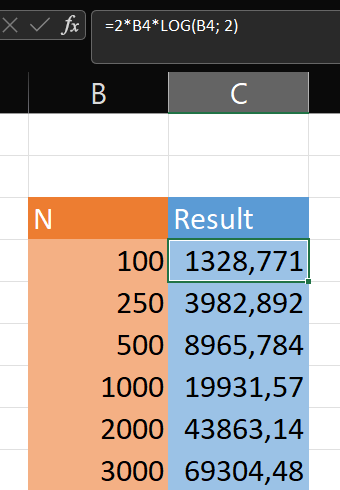 fx =2*B4*LOG(B4; 2)
B C
N Result
100 1328,771
250 3982,892
500 8965,784
1000 19931,57
2000 43863,14
3000 69304,48